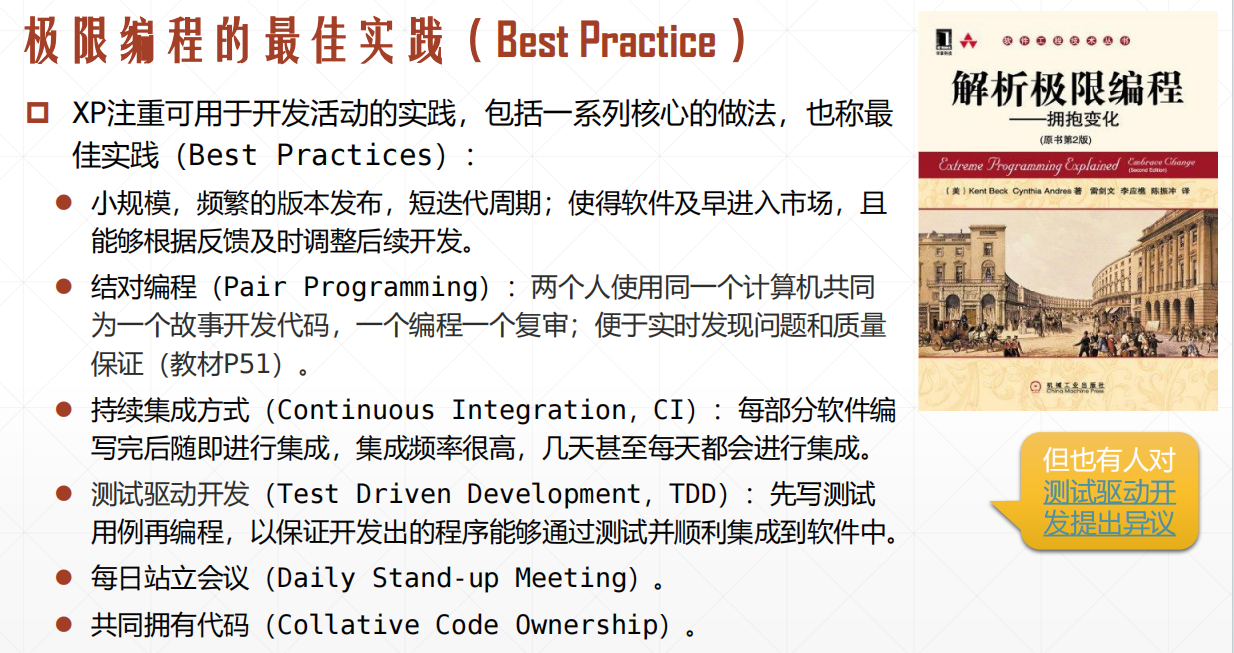 极限编程的最佳实践（Best Practice）
XP注重可用于开发活动的实践，包括一系列核心的做法，也称最
佳实践（Best Practices）：
小规模，频繁的版本发布，短迭代周期；使得软件及早进入市场，且
能够根据反馈及时调整后续开发。
结对编程（Pair Programming）：两个人使用同一个计算机共同
为一个故事开发代码，一个编程一个复审；便于实时发现问题和质量
保证（教材P51）。
持续集成方式（Continuous Integration，CI）：每部分软件编
写完后随即进行集成，集成频率很高，几天甚至每天都会进行集成。
测试驱动开发（Test Driven Development，TDD）：先写测试
用例再编程，以保证开发出的程序能够通过测试并顺利集成到软件中。
每日站立会议（Daily Stand-up Meeting）。
共同拥有代码（Collative Code Ownership）。
软件工程技术丛书
解析极限编程
——拥抱变化
(原书第2版)
Extreme Programming Explained Embrace Change
(Second Edition)
（美）Kent Beck Cynthia Andres 著 雷剑文 李应樵 陈振冲 译
机械工业出版社
China Machine Press
但也有人对
测试驱动开
发提出异议